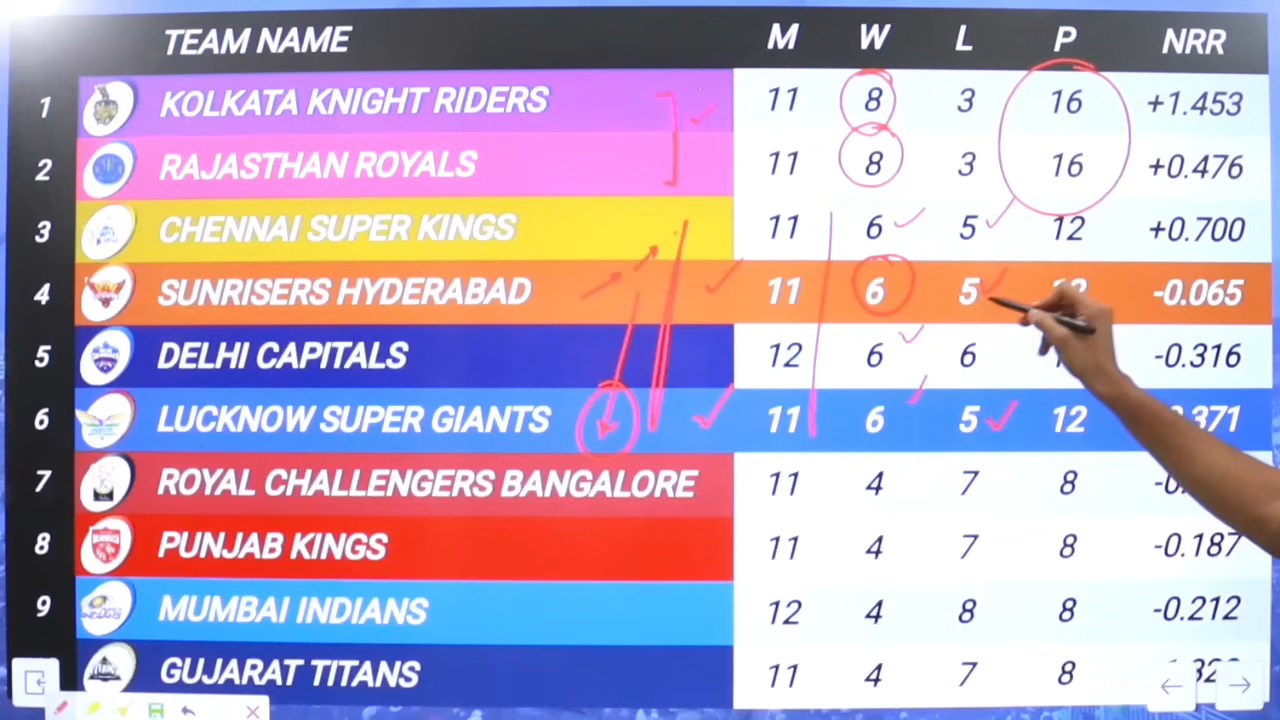 TEAM NAME M W L P NRR
1 KOLKATA KNIGHT RIDERS 11 8 3 16 +1.453
2 RAJASTHAN ROYALS 11 8 3 16 +0.476
3 CHENNAI SUPER KINGS 11 6 5 12 +0.700
4 SUNRISERS HYDERABAD 11 6 5 -0.065
5 DELHI CAPITALS 12 6 6 -0.316
6 LUCKNOW SUPER GIANTS 11 6 5 12
7 ROYAL CHALLENGERS BANGALORE 11 4 7 8
8 PUNJAB KINGS 11 4 7 8 -0.187
9 MUMBAI INDIANS 12 4 8 8 -0.212
GUJARAT TITANS 11 4 7 8